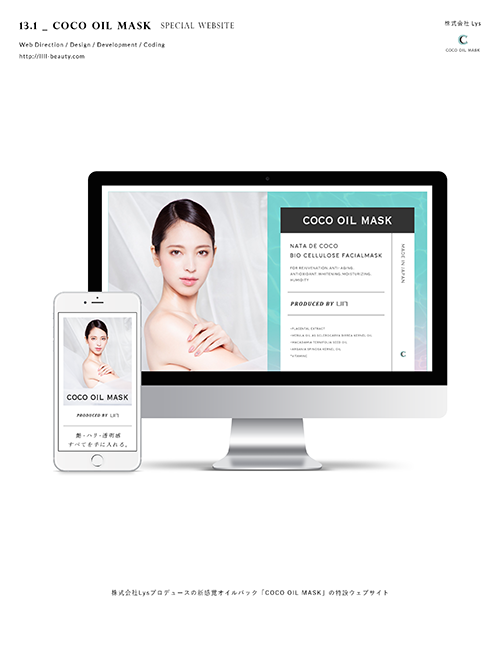 13.1 _ COCO OIL MASK SPECIAL WEBSITE
Web Direction / Design / Development / Coding
http://lill-beauty.com
株式会社 Lys
C
COCO OIL MASK
COCO OIL MASK
NATA DE COCO
BIO CELLULOSE FACIALMASK
FOR REJUVENATION, ANTI-AGING,
ANTIOXIDANT WHITENING, MOISTURIZING,
HUMIDITY
MADE IN JAPAN
PRODUCED BY
C
COCO OIL MASK
PRODUCED BY
艶・ハリ・透明感
すべてを手に入れる。
株式会社Lysプロデュースの新感覚オイルパック「COCO OIL MASK」の特設ウェブサイト